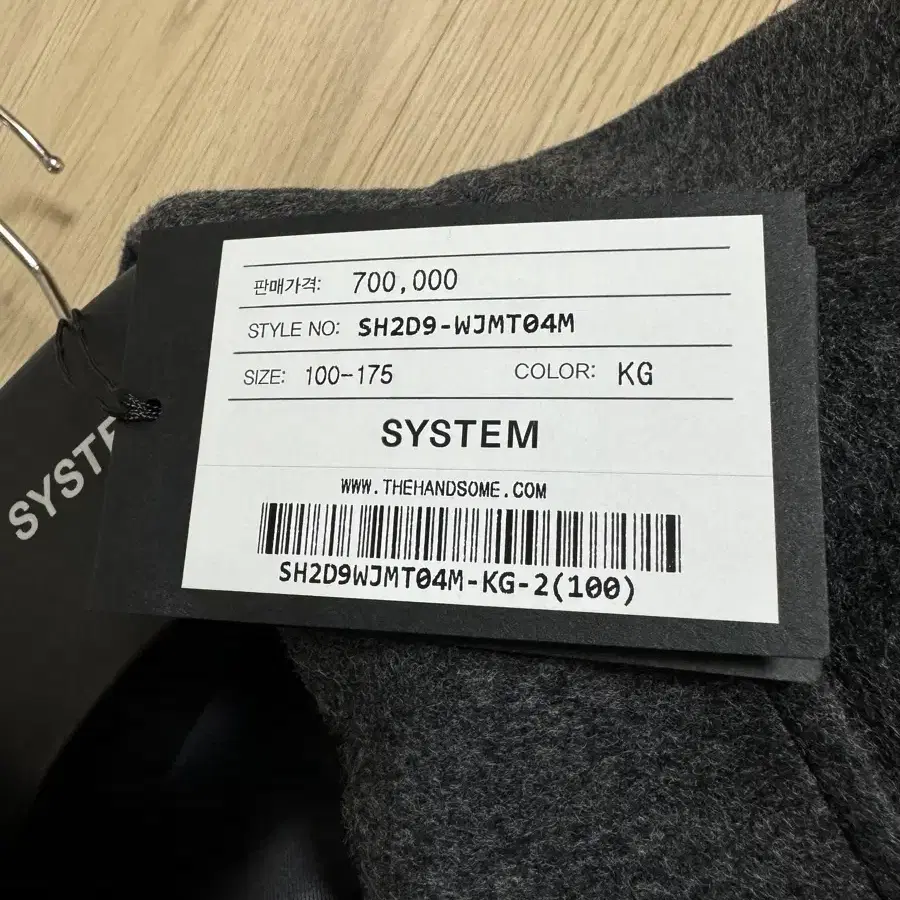 판매가격: 700,000
STYLE NO: SH2D9-WJMT04M
SIZE: 100-175 COLOR: KG
SYSTEM
WWW.THEHANDSOME.COM
SH2D9WJMT04M-KG-2(100)
SYSTE